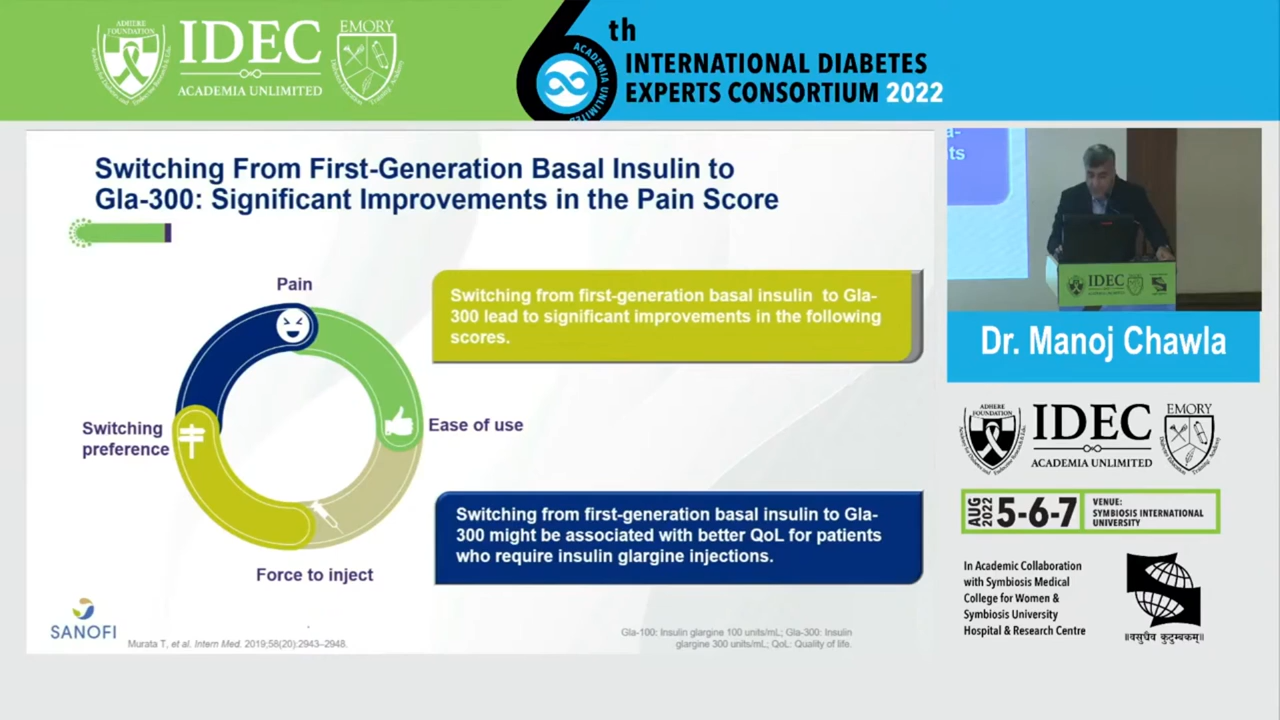 ADHERE
FOUNDATION
IDEC
ACADEMIA UNLIMITED
EMORY
6th
ACADEMIA UNLIMITED
INTERNATIONAL DIABETES
EXPERTS CONSORTIUM 2022
Switching From First-Generation Basal Insulin to
Gla-300: Significant Improvements in the Pain Score
Pain
Ease of use
Switching
preference
Force to inject
Switching from first-generation basal insulin to Gla-
300 lead to significant improvements in the following
scores.
Switching from first-generation basal insulin to Gla-
300 might be associated with better QoL for patients
who require insulin glargine injections.
SANOFI
Murata T, et al. Intern Med. 2019;58(20):2943–2948.
Gla-100: Insulin glargine 100 units/mL; Gla-300: Insulin
glargine 300 units/mL; QoL: Quality of life.
IDEC
Dr. Manoj Chawla
ADHERE
FOUNDATION
IDEC
ACADEMIA UNLIMITED
EMORY
AUG
2022
5-6-7
VENUE:
SYMBIOSIS INTERNATIONAL
UNIVERSITY
In Academic Collaboration
with Symbiosis Medical
College for Women &
Symbiosis University
Hospital & Research Centre
॥वसुधैव कुटुम्बकम्॥